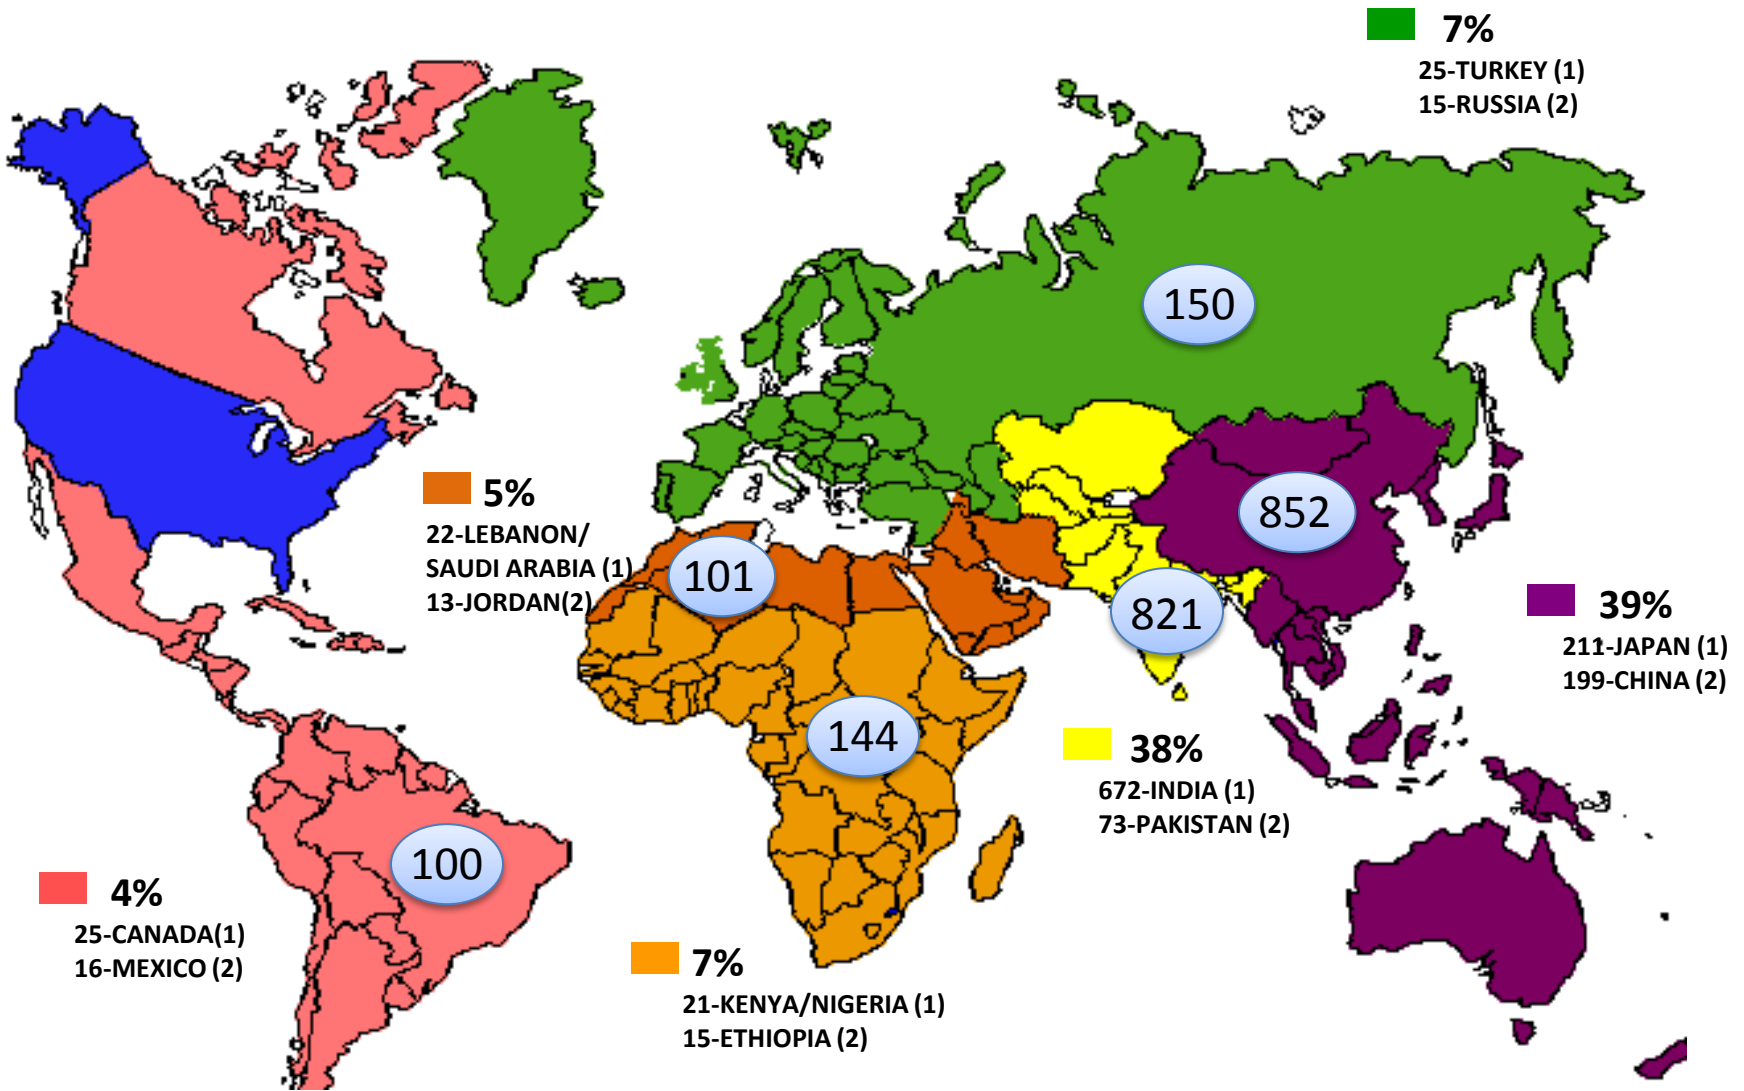 7%
25-TURKEY (1)
15-RUSSIA (2)
150
5%
22-LEBANON/
SAUDI ARABIA (1)
13-JORDAN(2)
101
852
821
39%
211-JAPAN (1)
199-CHINA (2)
144
38%
672-INDIA (1)
73-PAKISTAN (2)
100
4%
25-CANADA(1)
16-MEXICO (2)
7%
21-KENYA/NIGERIA (1)
15-ETHIOPIA (2)